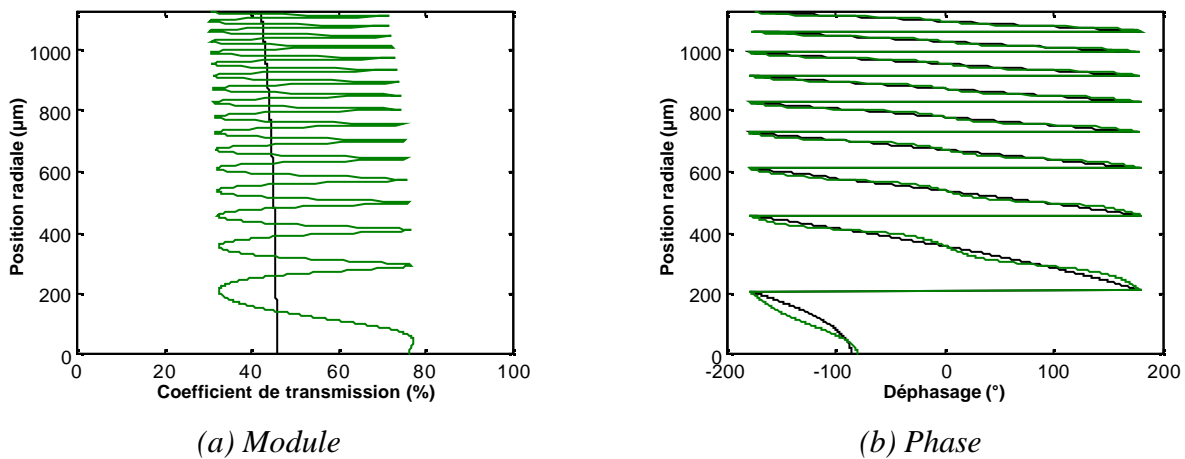 Position radiale (µm)
1000
800
600
400
200
0
0 20 40 60 80 100
Coefficient de transmission (%)
(a) Module
Position radiale (µm)
1000
800
600
400
200
0
-200 -100 0 100 200
Déphasage (°)
(b) Phase